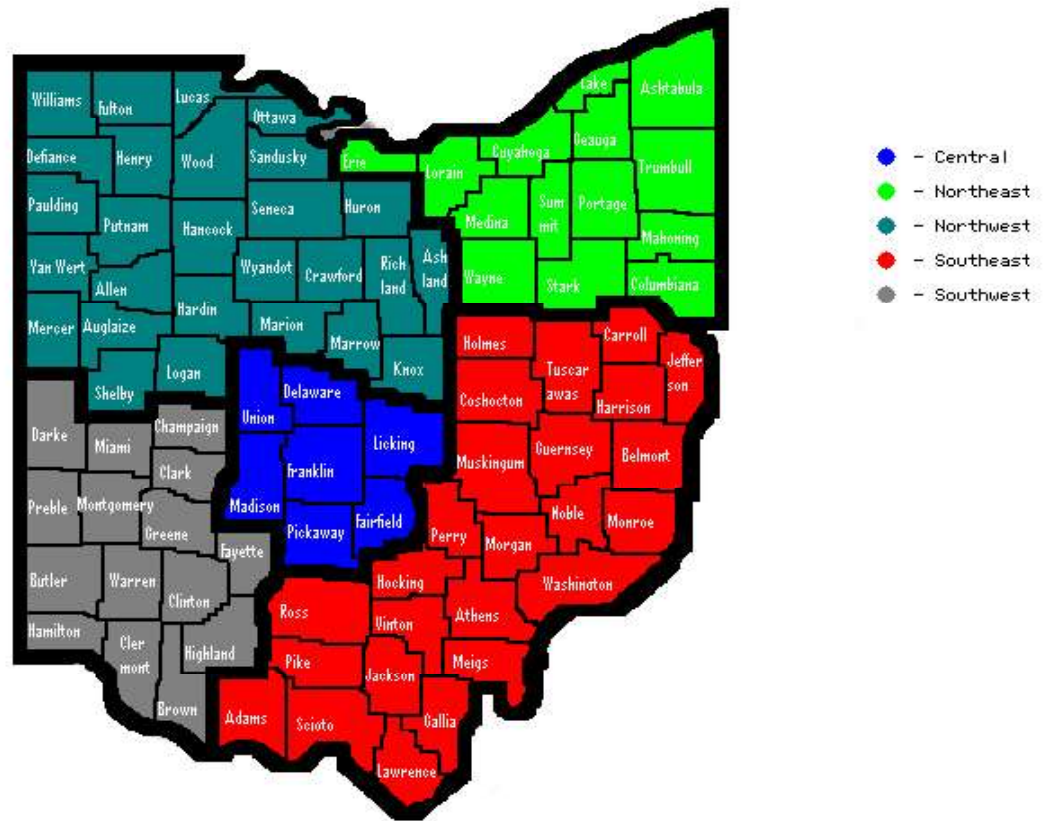 Williams
Fulton
Lucas
Ottawa
Defiance
Henry
Wood
Sandusky
Paulding
Putnam
Hancock
Seneca
Huron
Van Wert
Allen
Wyandot
Crawford
Rich
land
Ash
land
Mercer
Auglaize
Hardin
Marion
Marrow
Knox
Shelby
Logan
Erie
Lorain
Cuyahoga
Lake
Geauga
Ashtabula
Trumbull
Medina
Sum
mit
Portage
Mahoning
Wayne
Stark
Columbiana
Union
Delaware
Licking
Franklin
Madison
Pickaway
Fairfield
Holmes
Tuscar
awas
Carroll
Jeffer
son
Coshocton
Harrison
Muskingum
Guernsey
Belmont
Perry
Morgan
Noble
Monroe
Washington
Hocking
Athens
Ross
Vinton
Pike
Jackson
Meigs
Adams
Scioto
Gallia
Lawrence
Darke
Miami
Champaign
Clark
Preble
Montgomery
Greene
Fayette
Butler
Warren
Clinton
Hamilton
Cler
mont
Highland
Brown
- Central
- Northeast
- Northwest
- Southeast
- Southwest